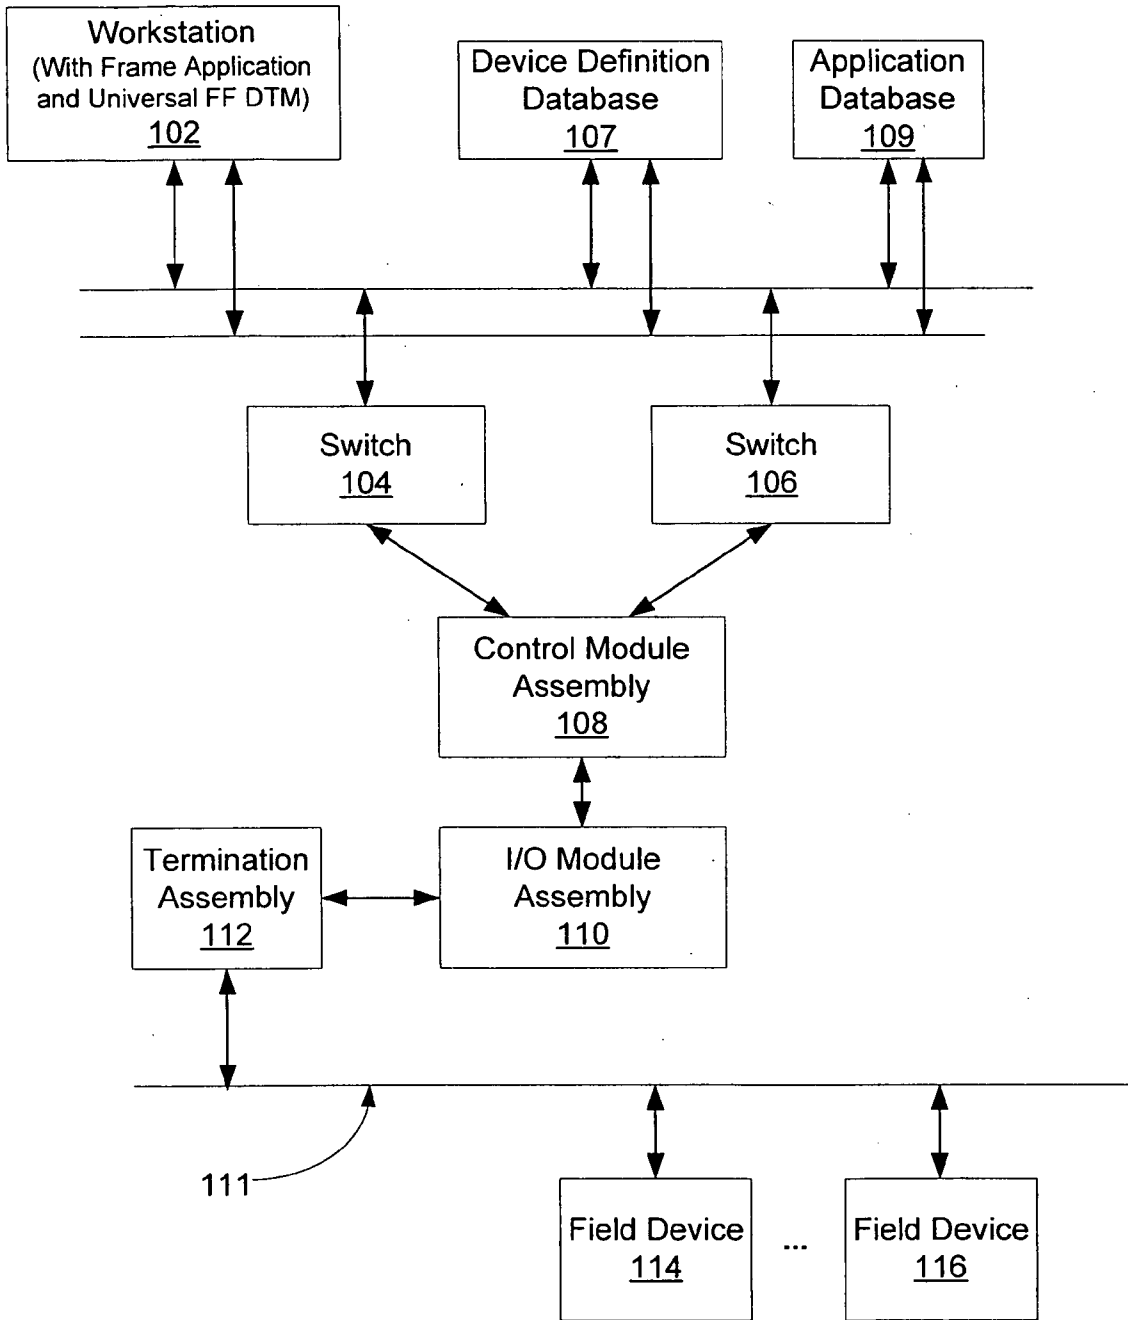 Workstation
(With Frame Application
and Universal FF DTM)
102
Device Definition
Database
107
Application
Database
109
Switch
104
Switch
106
Control Module
Assembly
108
Termination
Assembly
112
I/O Module
Assembly
110
111
Field Device
114
...
Field Device
116